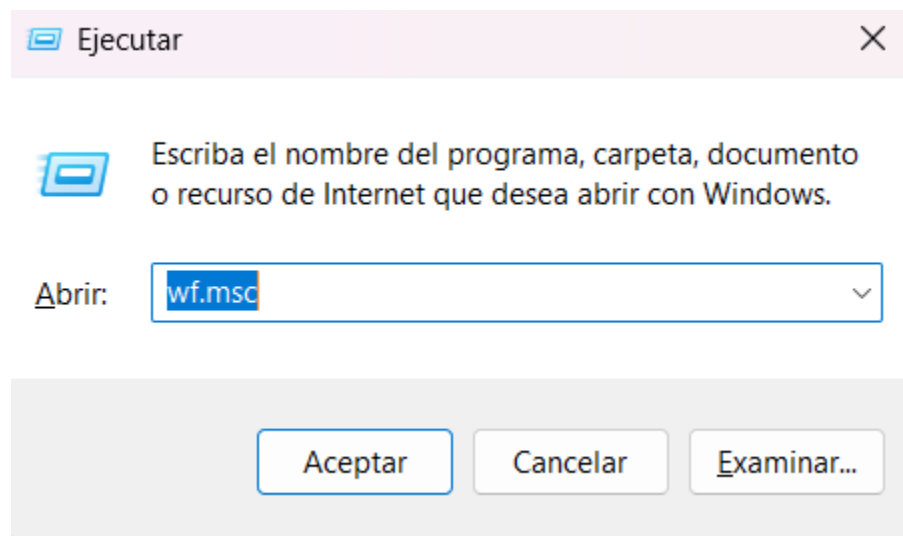 Ejecutar
Escriba el nombre del programa, carpeta, documento
o recurso de Internet que desea abrir con Windows.
Abrir: wf.msc
Aceptar Cancelar Examinar...